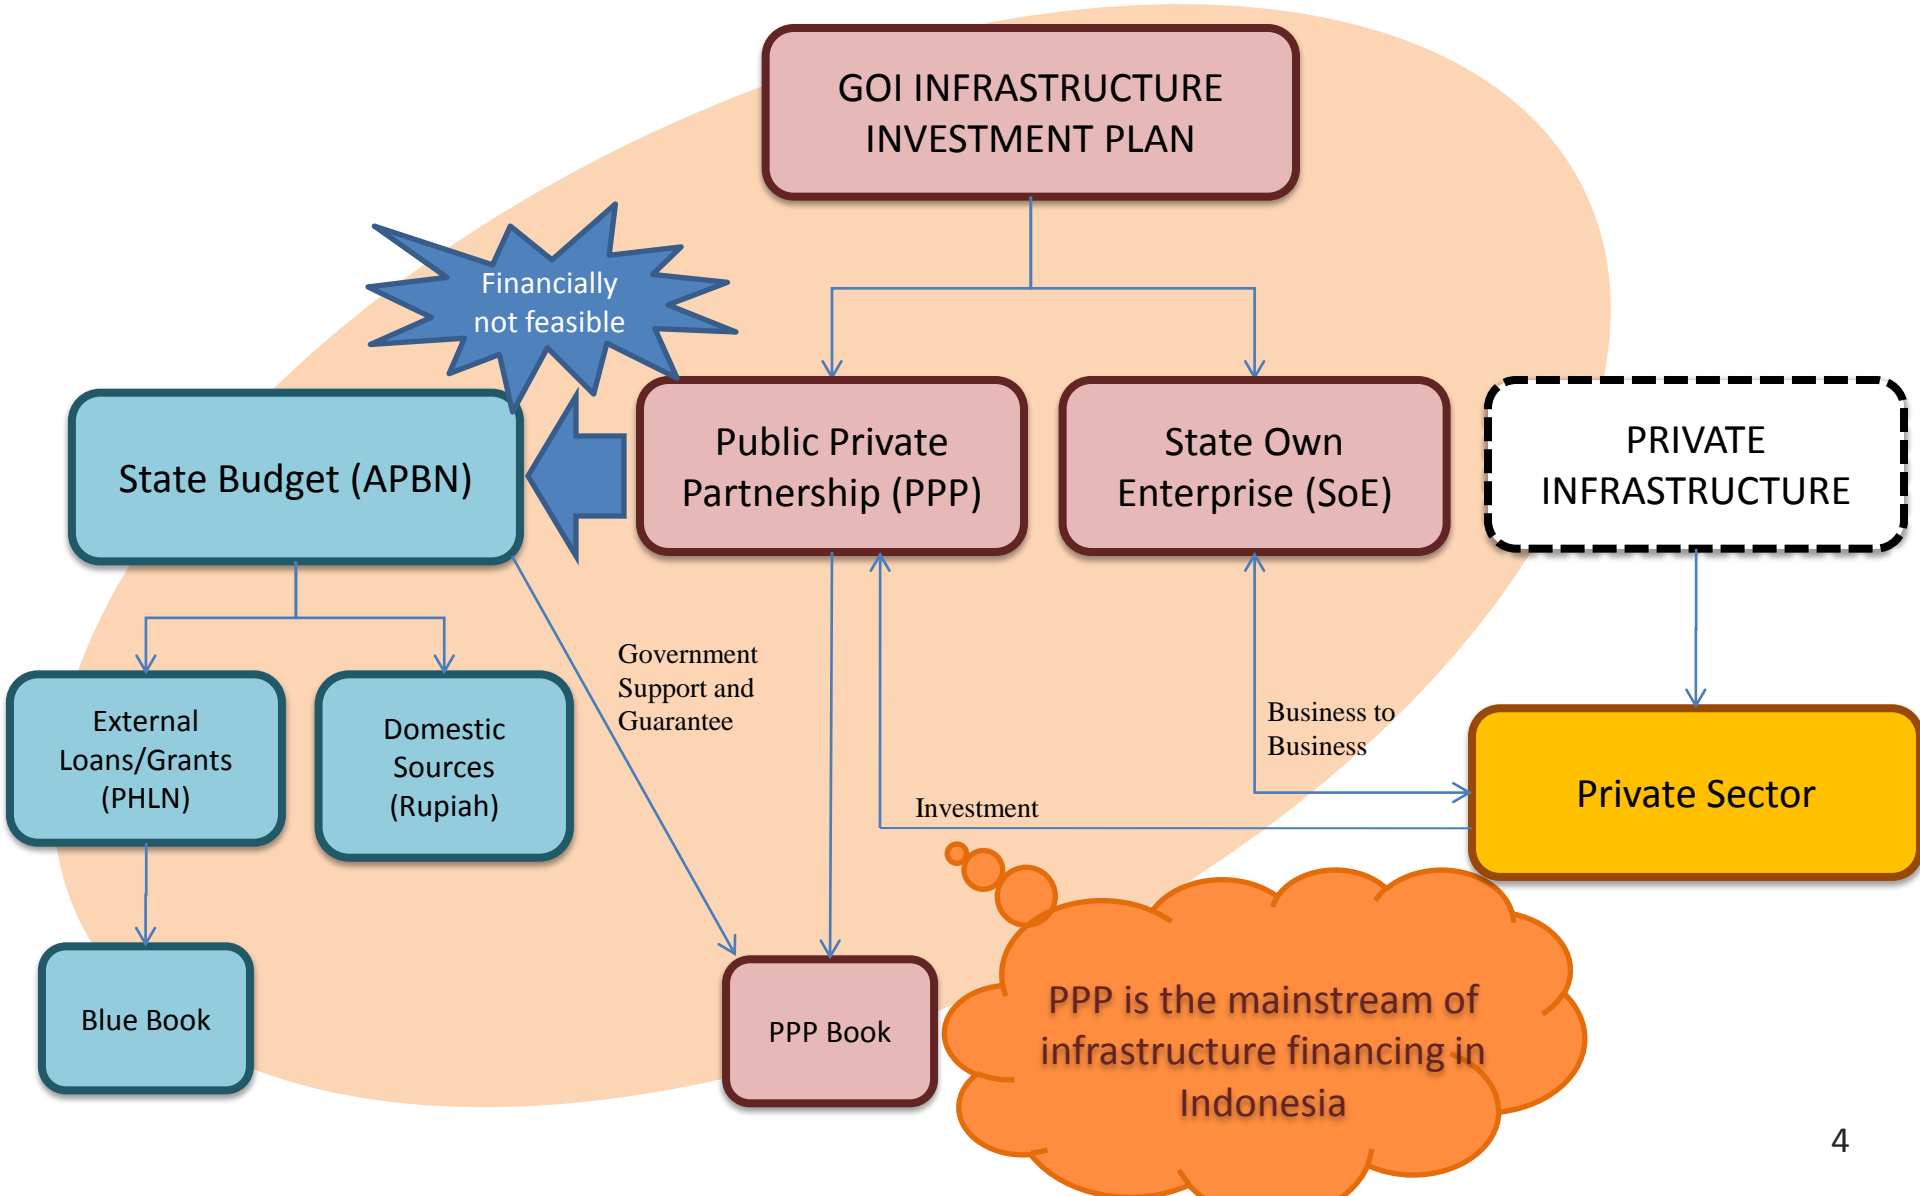 GOI INFRASTRUCTURE
INVESTMENT PLAN
Financially
not feasible
State Budget (APBN)
Public Private
Partnership (PPP)
State Own
Enterprise (SoE)
PRIVATE
INFRASTRUCTURE
External
Loans/Grants
(PHLN)
Domestic
Sources
(Rupiah)
Government
Support and
Guarantee
Business to
Business
Investment
Private Sector
Blue Book
PPP Book
PPP is the mainstream of
infrastructure financing in
Indonesia
4